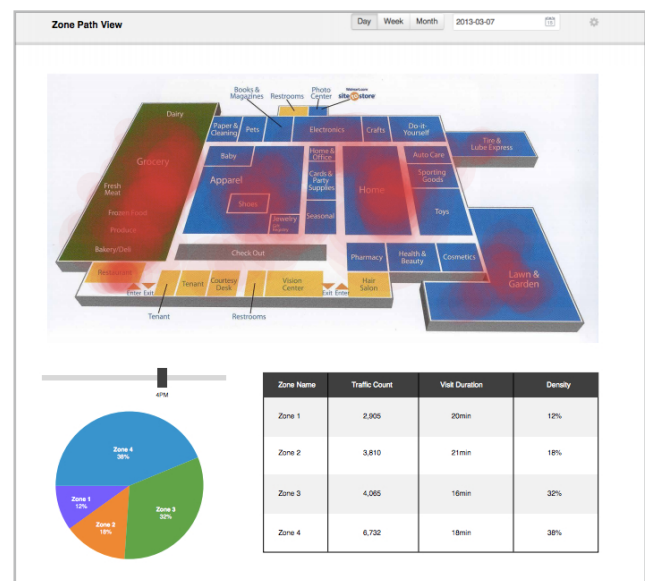 Zone Path View
Day Week Month 2013-03-07
Books & Magazines
Restrooms
Photo Center
site to store
Dairy
Grocery
Fresh Meat
Frozen Food
Produce
Bakery/Deli
Paper & Cleaning
Pets
Electronics
Crafts
Do-it-Yourself
Tire & Lube Express
Baby
Apparel
Shoes
Jewelry
Home & Office
Cards & Party Supplies
Seasonal
Home
Auto Care
Sporting Goods
Toys
Check Out
Pharmacy
Health & Beauty
Cosmetics
Lawn & Garden
Enter Exit
Tenant
Courtesy Desk
Vision Center
Exit Enter
Hair Salon
Tenant
Restrooms
4PM
Zone Name Traffic Count Visit Duration Density
Zone 1 2,905 20min 12%
Zone 2 3,810 21min 18%
Zone 3 4,065 16min 32%
Zone 4 6,732 18min 38%
Zone 4
38%
Zone 1
12%
Zone 2
18%
Zone 3
32%